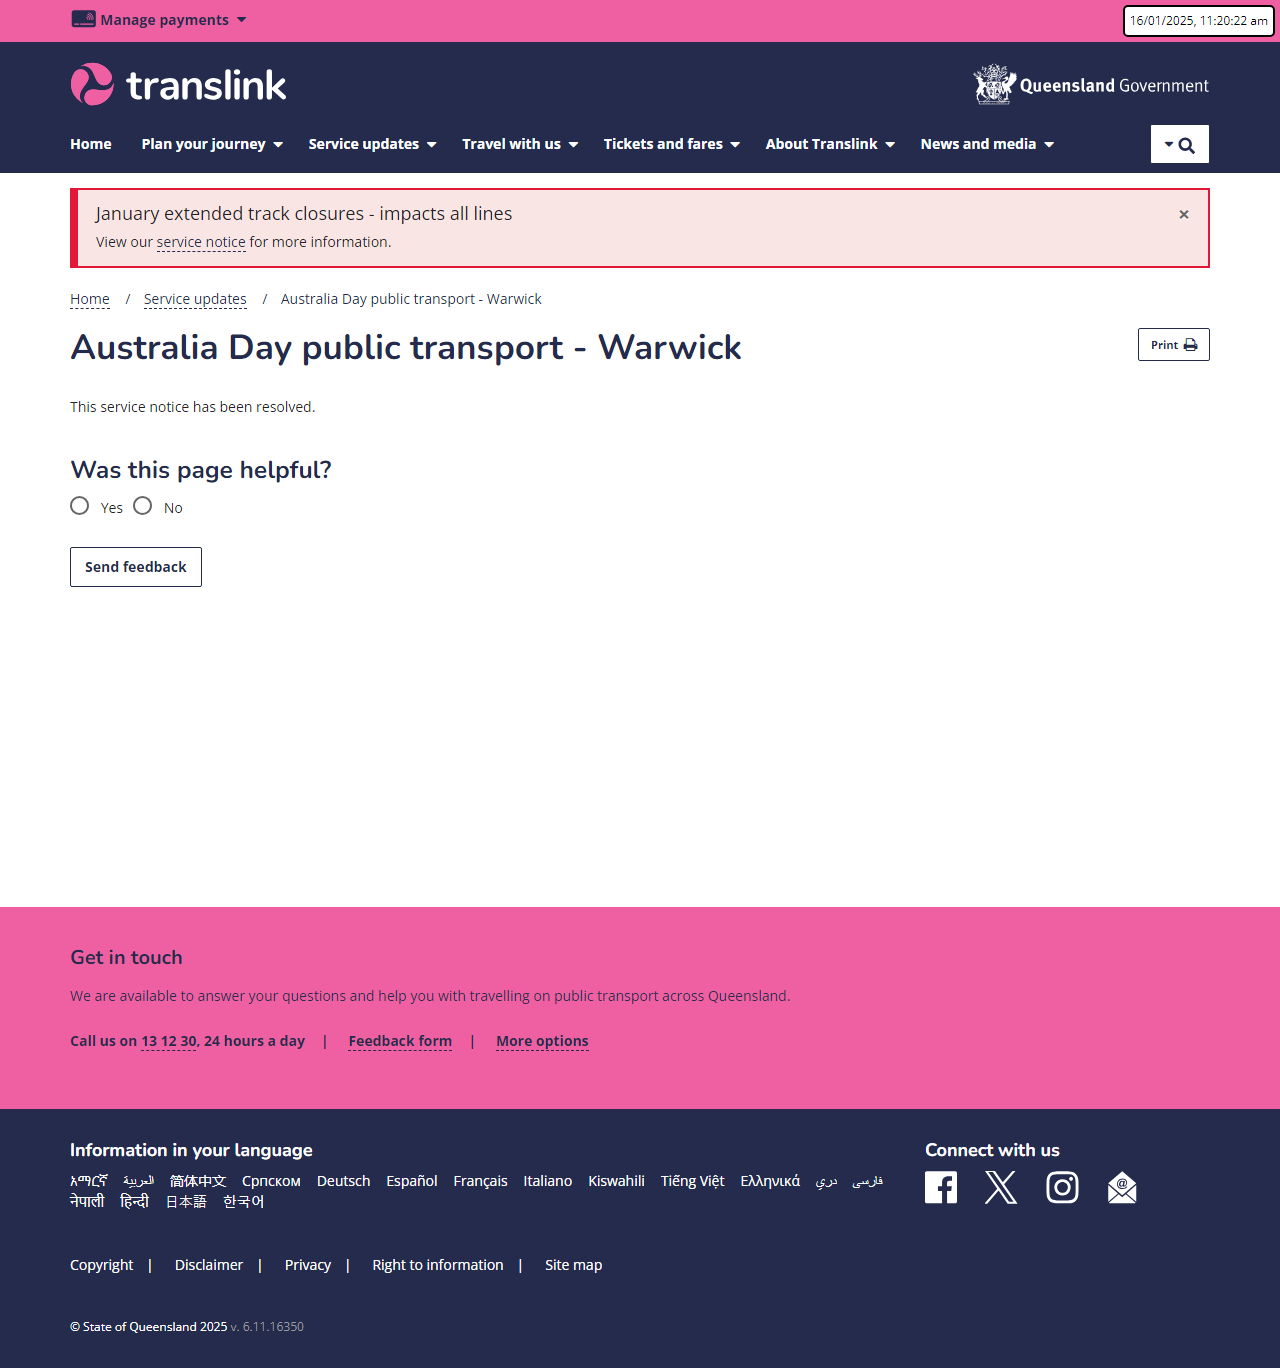 Manage payments
16/01/2025, 11:20:22 am
translink
Queensland Government
Home Plan your journey Service updates Travel with us Tickets and fares About Translink News and media
January extended track closures - impacts all lines
×
View our service notice for more information.
Home / Service updates / Australia Day public transport - Warwick
Australia Day public transport - Warwick
Print
This service notice has been resolved.
Was this page helpful?
Yes No
Send feedback
Get in touch
We are available to answer your questions and help you with travelling on public transport across Queensland.
Call us on 13 12 30, 24 hours a day | Feedback form | More options
Information in your language
አማርኛ العربية 简体中文 Српском Deutsch Español Français Italiano Kiswahili Tiếng Việt Ελληνικά دري فارسی
नेपाली हिन्दी 日本語 한국어
Connect with us
Copyright | Disclaimer | Privacy | Right to information | Site map
© State of Queensland 2025 v. 6.11.16350